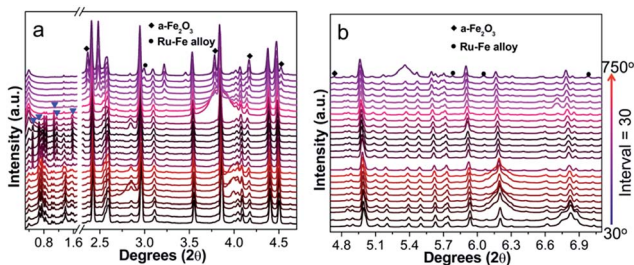 a
◆ a-Fe₂O₃
● Ru-Fe alloy
Intensity (a.u.)
0.8 1.6 2.5 3.0 3.5 4.0 4.5
Degrees (2θ)
b
◆ a-Fe₂O₃
● Ru-Fe alloy
750°
Interval = 30
30°
Intensity (a.u.)
4.8 5.1 5.4 5.7 6.0 6.3 6.6 6.9
Degrees (2θ)